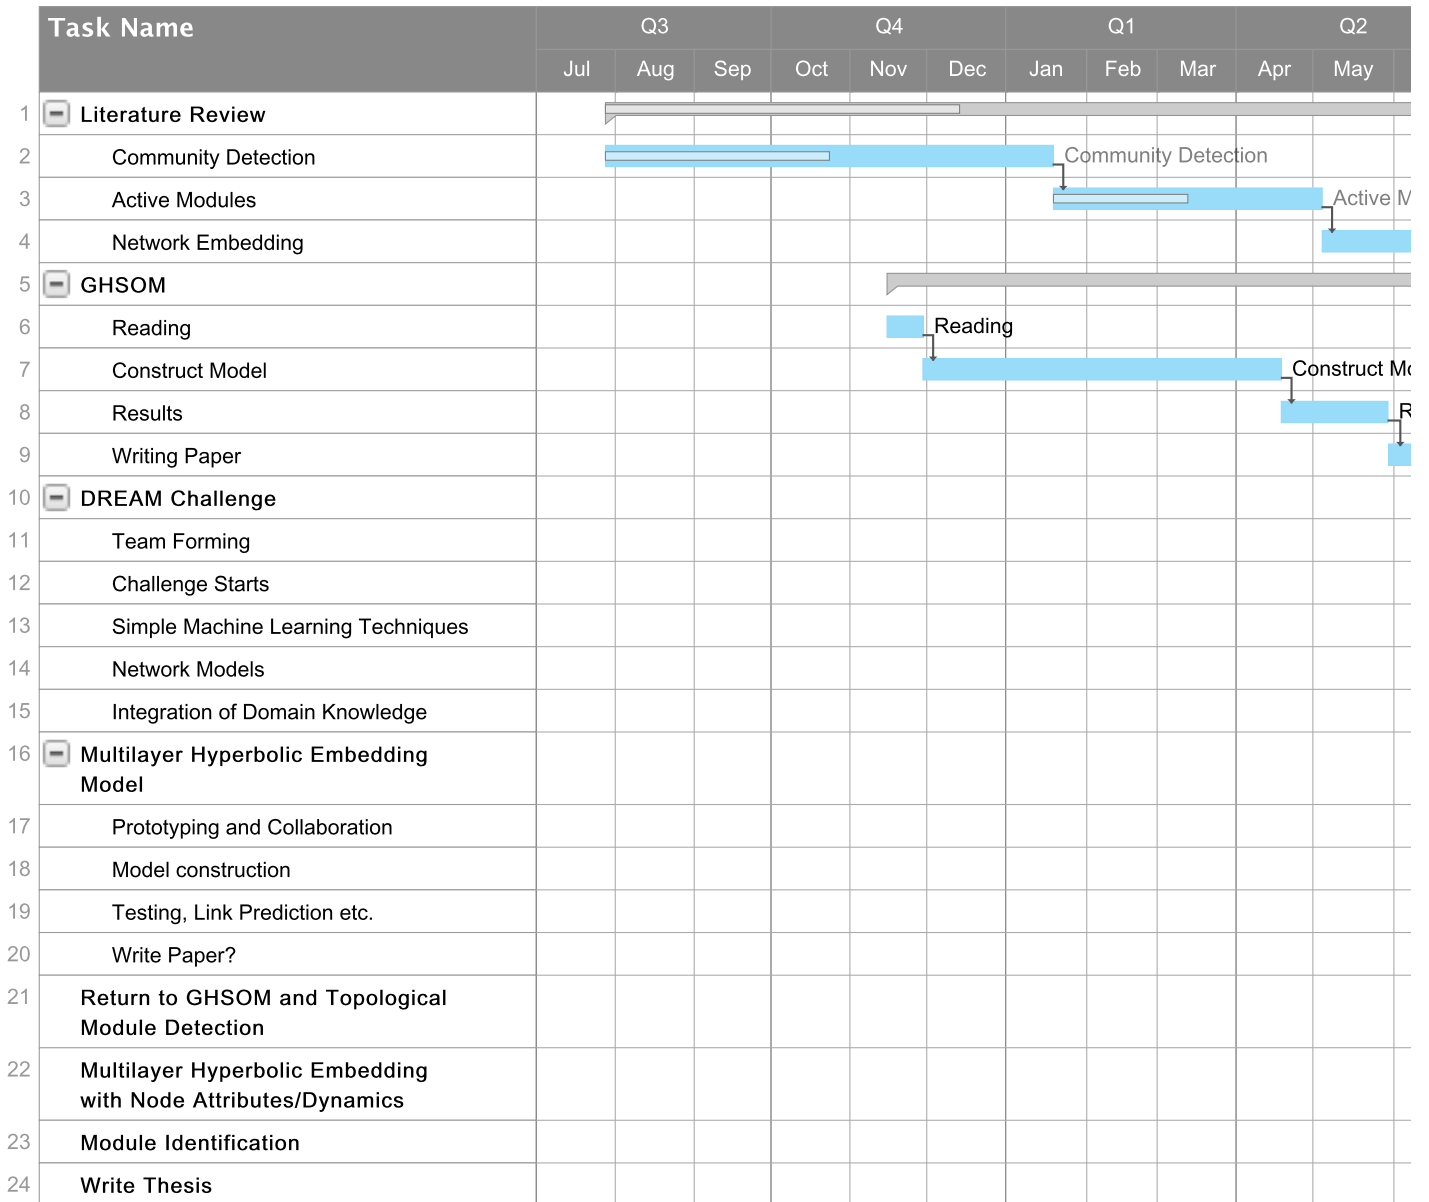 Task Name
Q3 Q4 Q1 Q2
Jul Aug Sep Oct Nov Dec Jan Feb Mar Apr May
1 Literature Review
2 Community Detection Community Detection
3 Active Modules Active M
4 Network Embedding
5 GHSOM
6 Reading Reading
7 Construct Model Construct Mo
8 Results R
9 Writing Paper
10 DREAM Challenge
11 Team Forming
12 Challenge Starts
13 Simple Machine Learning Techniques
14 Network Models
15 Integration of Domain Knowledge
16 Multilayer Hyperbolic Embedding
Model
17 Prototyping and Collaboration
18 Model construction
19 Testing, Link Prediction etc.
20 Write Paper?
21 Return to GHSOM and Topological
Module Detection
22 Multilayer Hyperbolic Embedding
with Node Attributes/Dynamics
23 Module Identification
24 Write Thesis